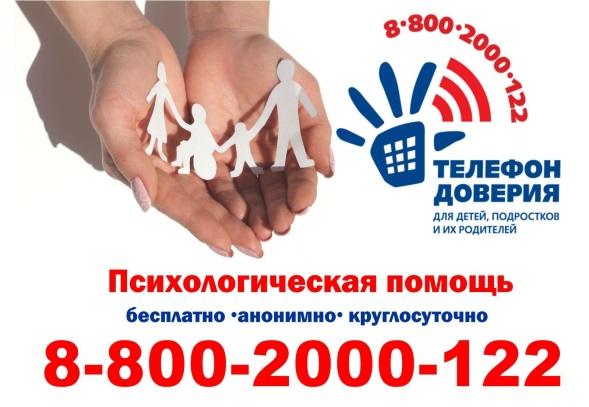 8·800·2000·122
ТЕЛЕФОН
ДОВЕРИЯ
ДЛЯ ДЕТЕЙ, ПОДРОСТКОВ
И ИХ РОДИТЕЛЕЙ
Психологическая помощь
бесплатно •анонимно• круглосуточно
8-800-2000-122